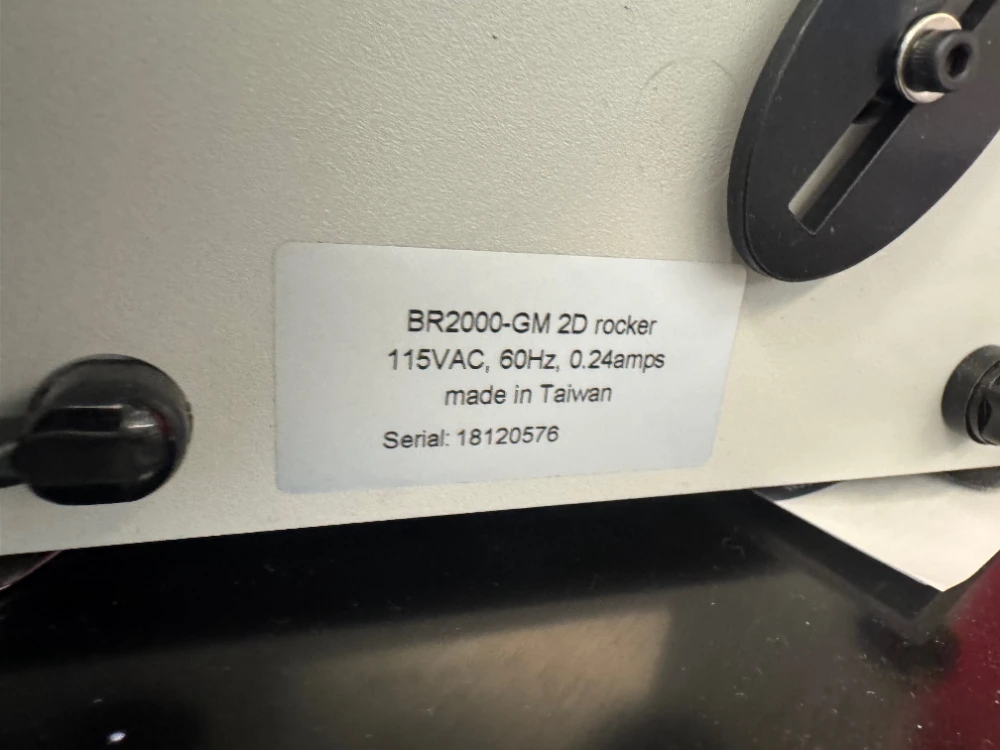 BR2000-GM 2D rocker
115VAC, 60Hz, 0.24amps
made in Taiwan
Serial: 18120576